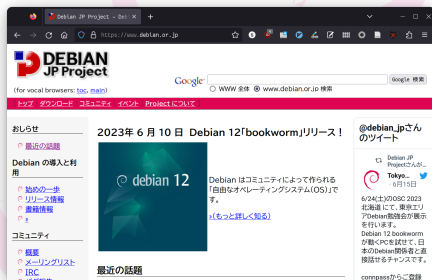 Debian JP Project - Deb
https://www.debian.or.jp
DEBIAN
JP Project
(for vocal browsers: toc, main)
Google
Google 検索
WWW 全体 www.debian.or.jp 検索
トップ ダウンロード コミュニティ イベント Project について
おしらせ
最近の話題
Debian の導入と利
用
始めの一歩
リリース情報
書籍情報
コミュニティ
概要
メーリングリスト
IRC
2023年 6 月 10 日 Debian 12「bookworm」リリース！
debian 12
Debian はコミュニティによって作られる
「自由なオペレーティングシステム(OS)」で
す。
»(もっと詳しく知る)
最近の話題
@debian_jpさん
のツイート
Debian JP
Projectさんが…
Tokyo…
· 6月15日
6/24(土)のOSC 2023
北海道 にて、東京エリ
アDebian勉強会が展示
を行います。
Debian 12 bookworm
が動くPCを試せて、日
本のDebian関係者と直
接話せるチャンスです。
connpassからご登録